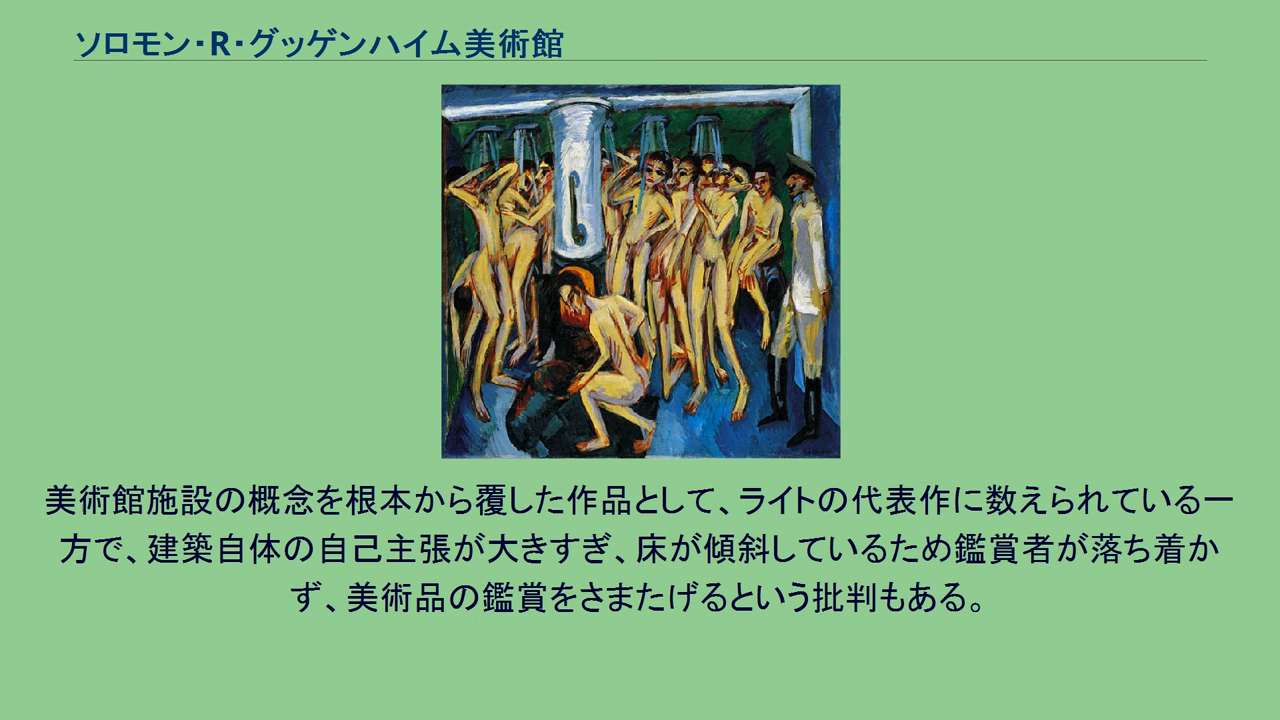 ソロモン・R・グッゲンハイム美術館
美術館施設の概念を根本から覆した作品として、ライトの代表作に数えられている一
方で、建築自体の自己主張が大きすぎ、床が傾斜しているため鑑賞者が落ち着か
ず、美術品の鑑賞をさまたげるという批判もある。